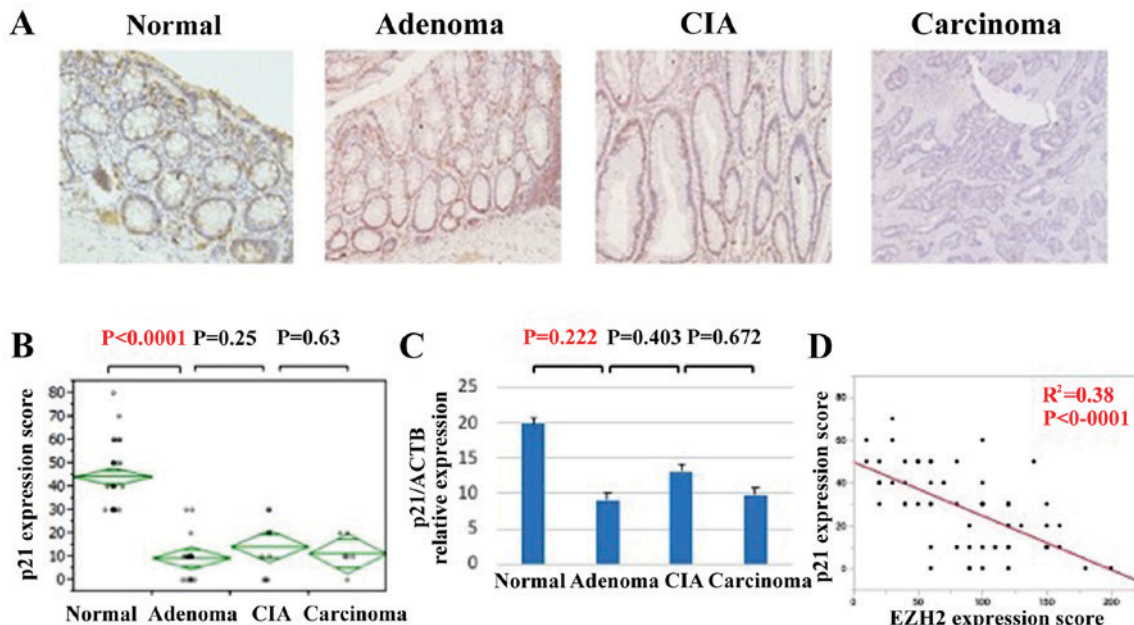 A
Normal
Adenoma
CIA
Carcinoma
B
P<0.0001
P=0.25
P=0.63
p21 expression score
80
70
60
50
40
30
20
10
0
Normal
Adenoma
CIA
Carcinoma
C
P=0.222
P=0.403
P=0.672
p21/ACTB
relative expression
25
20
15
10
5
0
Normal
Adenoma
CIA
Carcinoma
D
R²=0.38
P<0-0001
p21 expression score
80
60
40
20
0
0
50
100
150
200
EZH2 expression score